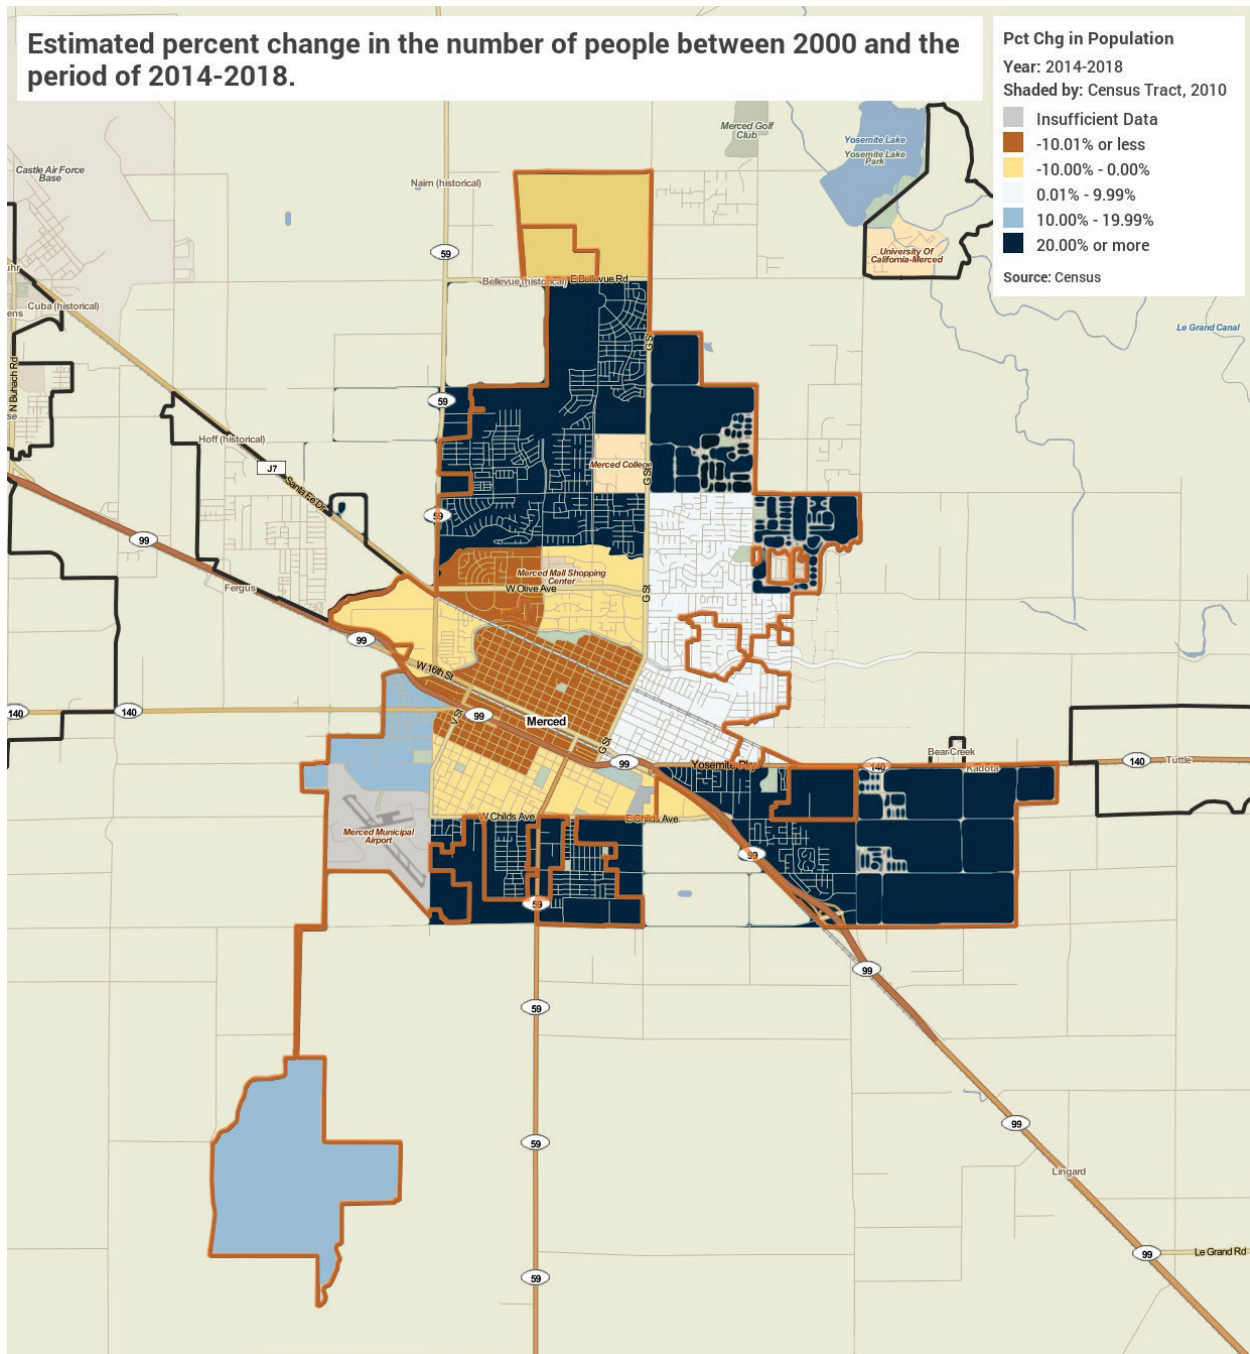 Estimated percent change in the number of people between 2000 and the
period of 2014-2018.
Pct Chg in Population
Year: 2014-2018
Shaded by: Census Tract, 2010
Insufficient Data
-10.01% or less
-10.00% - 0.00%
0.01% - 9.99%
10.00% - 19.99%
20.00% or more
Source: Census
Merced Golf
Club
Yosemite Lake
Yosemite Lake
Park
Castle Air Force
Base
Nairn (historical)
59
University Of
California-Merced
Bellevue (historical)
E Bellevue Rd
Cuba (historical)
Le Grand Canal
G St
N Buhach Rd
59
Hoff (historical)
J7
Merced College
G St
Santa Fe Dr
59
99
Merced Mall Shopping
Center
Fergus
W Olive Ave
G St
99
W 16th St
140
140
99
V St
Merced
G St
Bear Creek
99
Yosemite Pky
140
Kadota
140
Tuttle
W Childs Ave
E Childs Ave
Merced Municipal
Airport
99
59
99
59
99
59
Lingard
99
Le Grand Rd
59